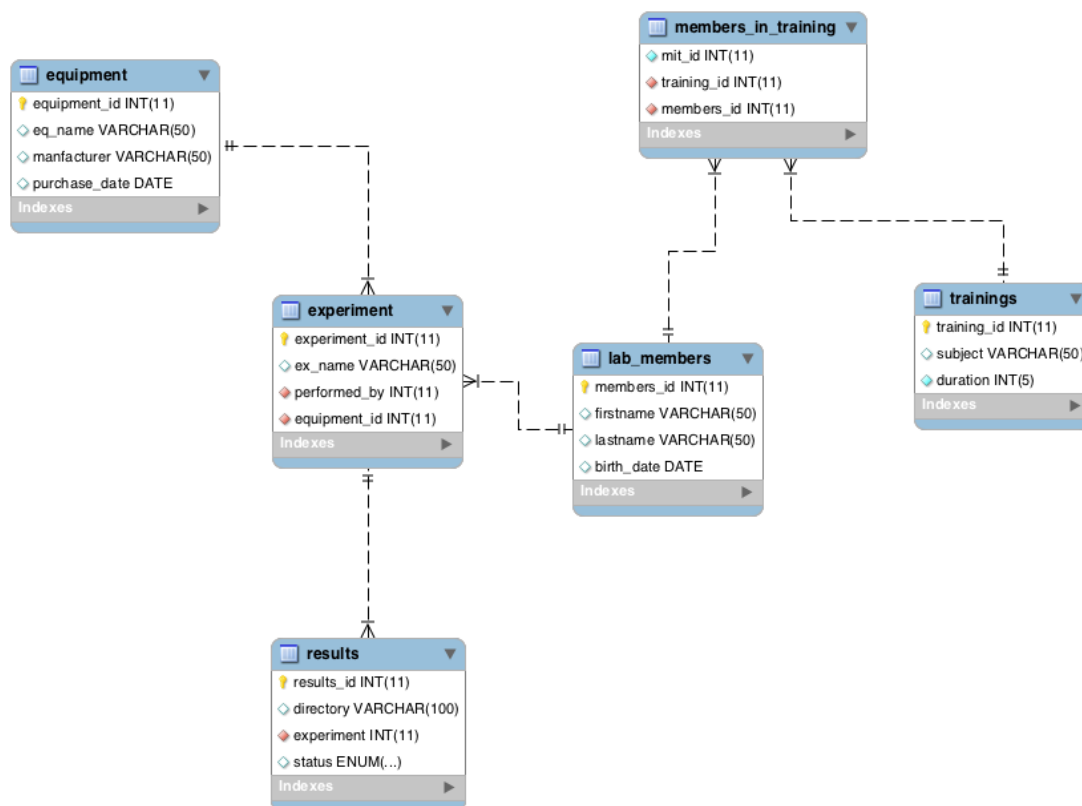 members_in_training
mit_id INT(11)
training_id INT(11)
members_id INT(11)
Indexes
equipment
equipment_id INT(11)
eq_name VARCHAR(50)
manfacturer VARCHAR(50)
purchase_date DATE
Indexes
experiment
experiment_id INT(11)
ex_name VARCHAR(50)
performed_by INT(11)
equipment_id INT(11)
Indexes
lab_members
members_id INT(11)
firstname VARCHAR(50)
lastname VARCHAR(50)
birth_date DATE
Indexes
trainings
training_id INT(11)
subject VARCHAR(50)
duration INT(5)
Indexes
results
results_id INT(11)
directory VARCHAR(100)
experiment INT(11)
status ENUM(...)
Indexes